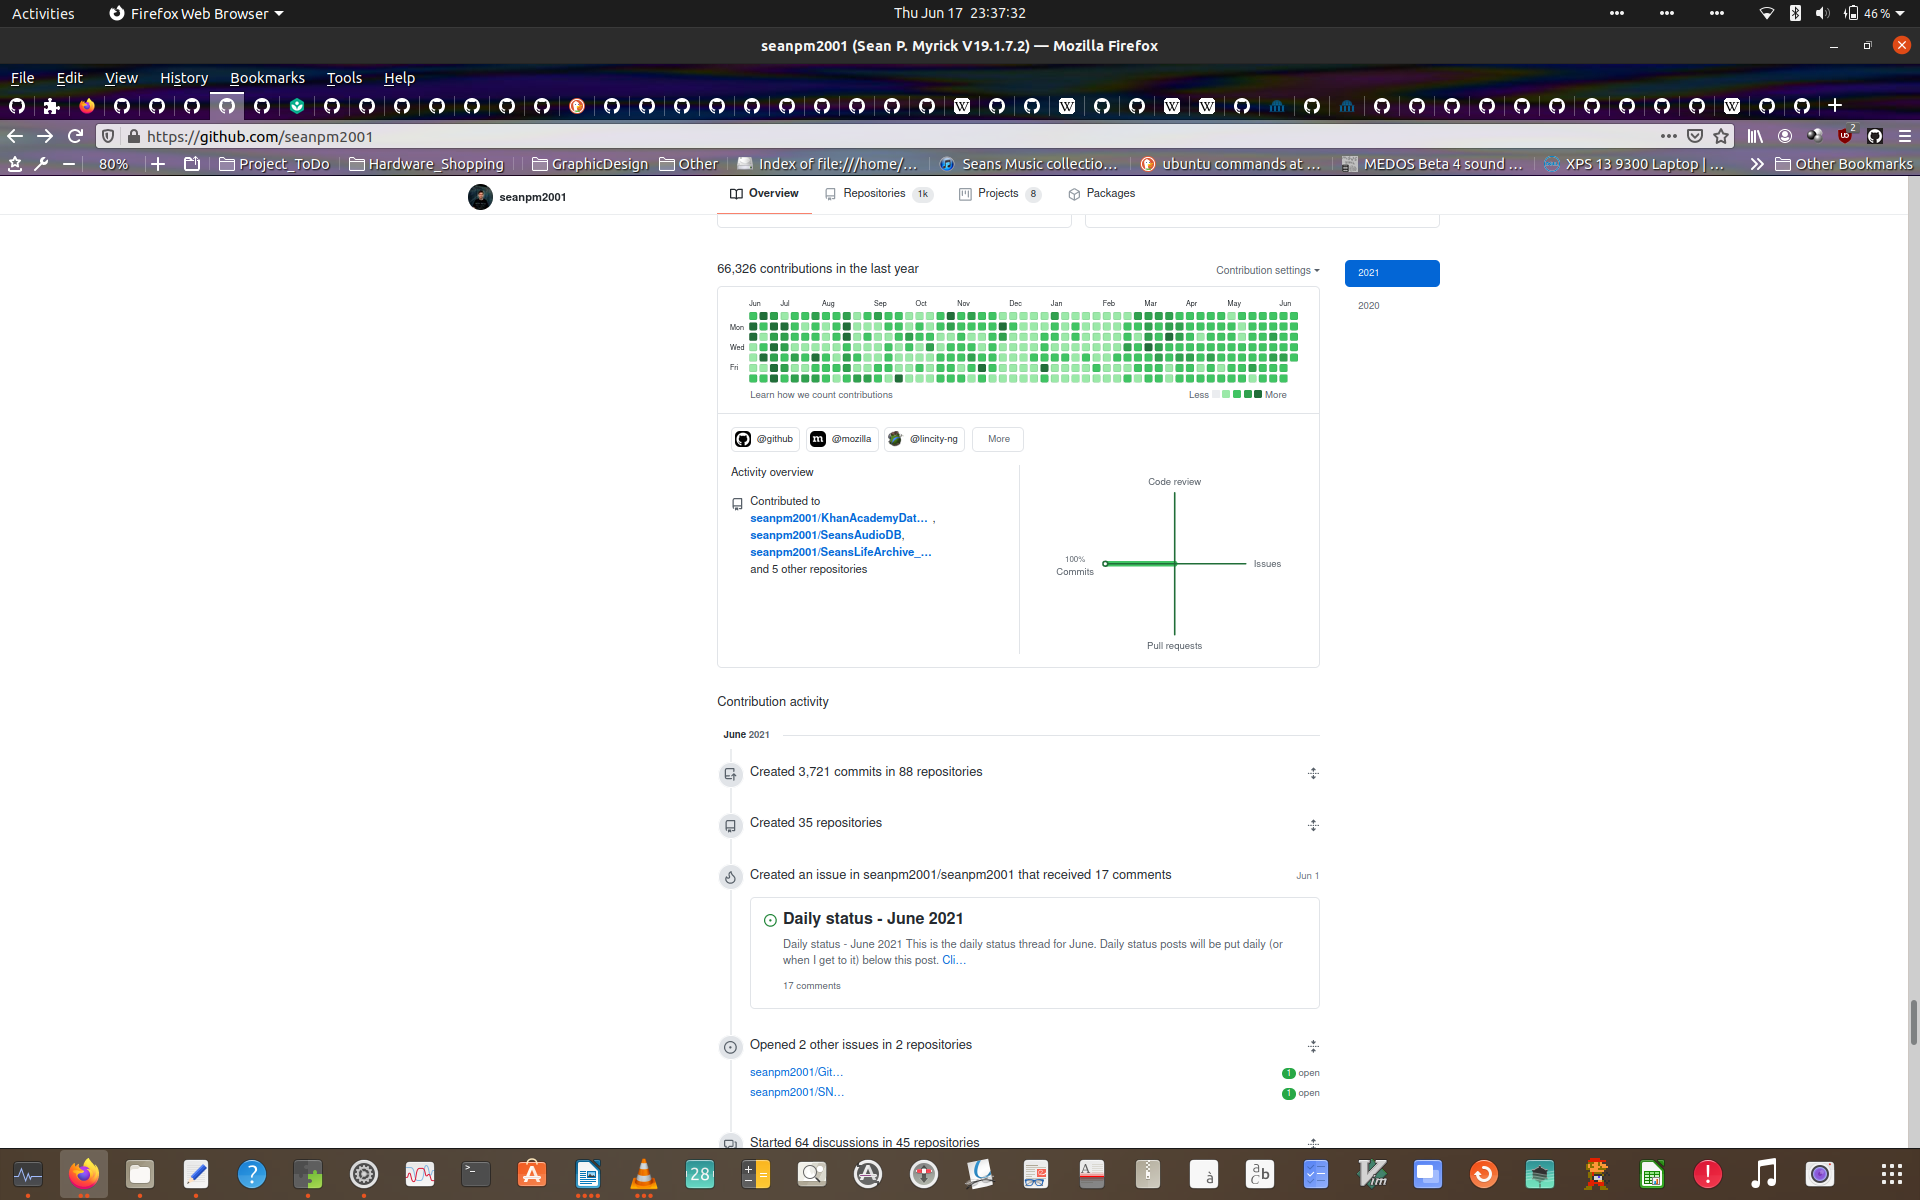 Activities Firefox Web Browser Thu Jun 17 23:37:32 46 %
seanpm2001 (Sean P. Myrick V19.1.7.2) — Mozilla Firefox
File Edit View History Bookmarks Tools Help
https://github.com/seanpm2001 2
80% Project_ToDo Hardware_Shopping GraphicDesign Other Index of file:///home/… Seans Music collectio… ubuntu commands at … MEDOS Beta 4 sound … XPS 13 9300 Laptop | … Other Bookmarks
seanpm2001 Overview Repositories 1k Projects 8 Packages
66,326 contributions in the last year Contribution settings 2021
2020
Jun Jul Aug Sep Oct Nov Dec Jan Feb Mar Apr May Jun
Mon
Wed
Fri
Learn how we count contributions Less More
@github @mozilla @lincity-ng More
Activity overview
Contributed to
seanpm2001/KhanAcademyDat… ,
seanpm2001/SeansAudioDB,
seanpm2001/SeansLifeArchive_…
and 5 other repositories
Code review
100%
Commits
Issues
Pull requests
Contribution activity
June 2021
Created 3,721 commits in 88 repositories
Created 35 repositories
Created an issue in seanpm2001/seanpm2001 that received 17 comments Jun 1
Daily status - June 2021
Daily status - June 2021 This is the daily status thread for June. Daily status posts will be put daily (or
when I get to it) below this post. Cli…
17 comments
Opened 2 other issues in 2 repositories
seanpm2001/Git… 1 open
seanpm2001/SN… 1 open
Started 64 discussions in 45 repositories
28